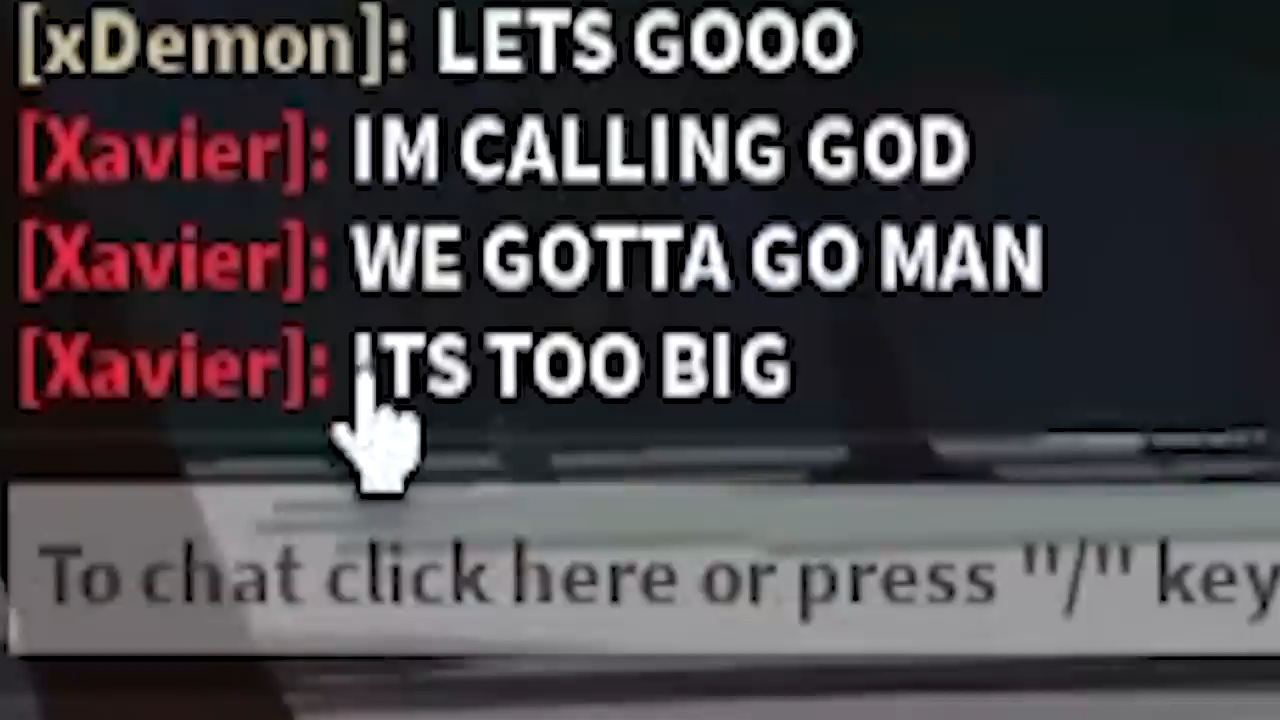 [xDemon]: LETS GOOO
[Xavier]: IM CALLING GOD
[Xavier]: WE GOTTA GO MAN
[Xavier]: ITS TOO BIG
To chat click here or press "/" key